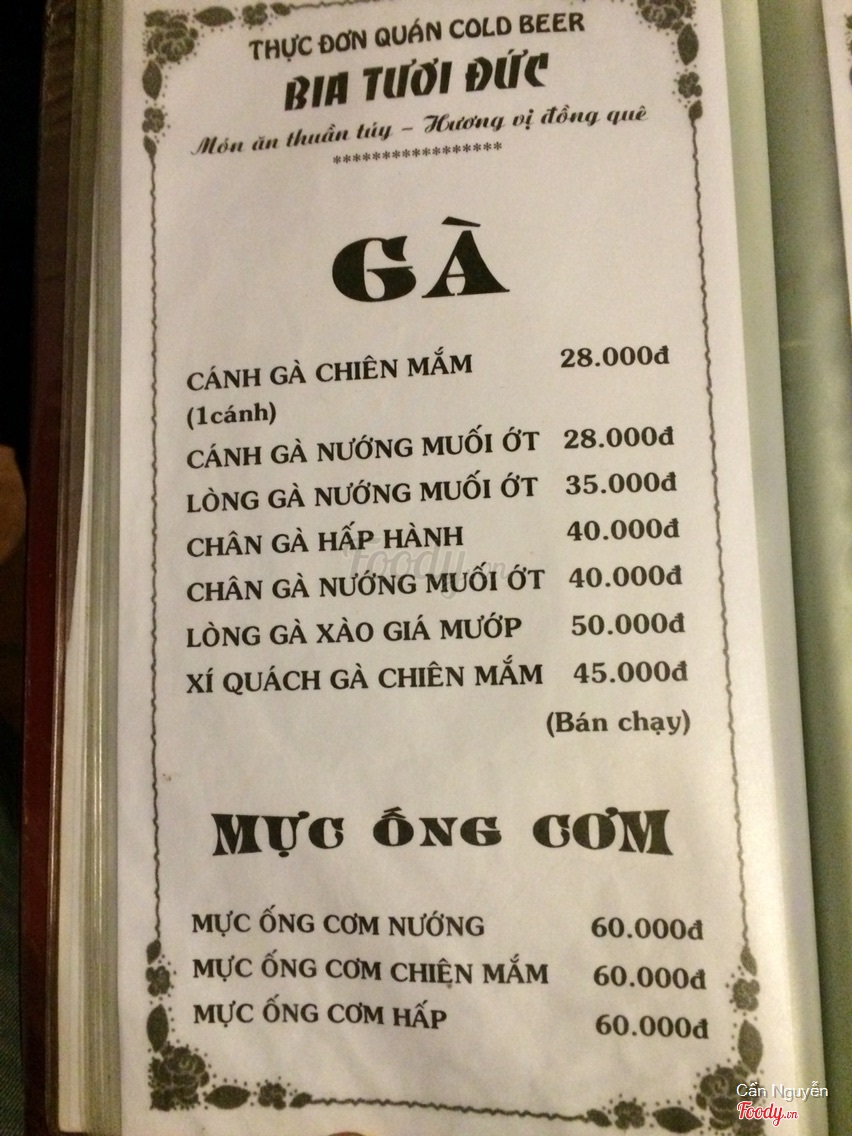 THỰC ĐƠN QUÁN COLD BEER
BIA TƯƠI ĐỨC
Món ăn thuần túy - Hương vị đồng quê
*****************
GÀ
CÁNH GÀ CHIÊN MẮM 28.000đ
(1cánh)
CÁNH GÀ NƯỚNG MUỐI ỚT 28.000đ
LÒNG GÀ NƯỚNG MUỐI ỚT 35.000đ
CHÂN GÀ HẤP HÀNH 40.000đ
CHÂN GÀ NƯỚNG MUỐI ỚT 40.000đ
LÒNG GÀ XÀO GIÁ MƯỚP 50.000đ
XÍ QUÁCH GÀ CHIÊN MẮM 45.000đ
(Bán chạy)
MỰC ỐNG CƠM
MỰC ỐNG CƠM NƯỚNG 60.000đ
MỰC ỐNG CƠM CHIÊN MẮM 60.000đ
MỰC ỐNG CƠM HẤP 60.000đ
Foody.vn
Cần Nguyễn
Foody.vn